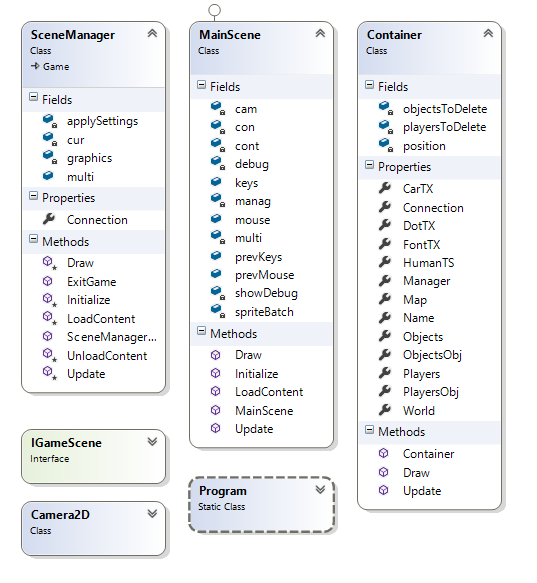 SceneManager
Class
Game
Fields
applySettings
cur
graphics
multi
Properties
Connection
Methods
Draw
ExitGame
Initialize
LoadContent
SceneManager...
UnloadContent
Update
IGameScene
Interface
Camera2D
Class
MainScene
Class
Fields
cam
con
cont
debug
keys
manag
mouse
multi
prevKeys
prevMouse
showDebug
spriteBatch
Methods
Draw
Initialize
LoadContent
MainScene
Update
Program
Static Class
Container
Class
Fields
objectsToDelete
playersToDelete
position
Properties
CarTX
Connection
DotTX
FontTX
HumanTS
Manager
Map
Name
Objects
ObjectsObj
Players
PlayersObj
World
Methods
Container
Draw
Update